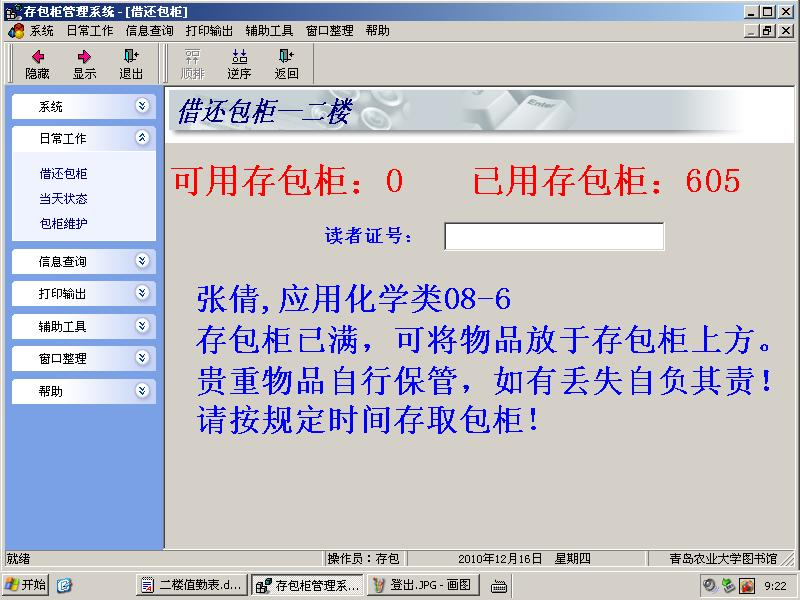 存包柜管理系统 - [借还包柜]
系统 日常工作 信息查询 打印输出 辅助工具 窗口整理 帮助
隐藏 显示 退出 顺排 逆序 返回
系统
日常工作
借还包柜
当天状态
包柜维护
信息查询
打印输出
辅助工具
窗口整理
帮助
借还包柜—二楼
Enter
可用存包柜：0 已用存包柜：605
读者证号：
张倩,应用化学类08-6
存包柜已满，可将物品放于存包柜上方。
贵重物品自行保管，如有丢失自负其责！
请按规定时间存取包柜！
就绪 操作员：存包 2010年12月16日 星期四 青岛农业大学图书馆
开始 二楼值勤表.d... 存包柜管理系... 登出.JPG - 画图 9:22